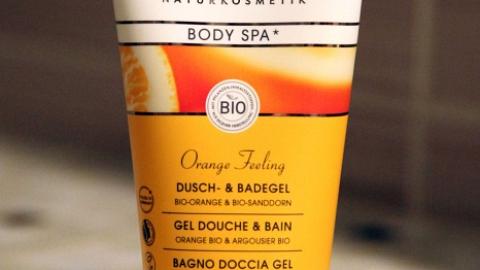 NATURKOSMETIK
BODY SPA*
BIO
Orange Feeling
DUSCH- & BADEGEL
BIO-ORANGE & BIO-SANDDORN
GEL DOUCHE & BAIN
ORANGE BIO & ARGOUSIER BIO
BAGNO DOCCIA GEL